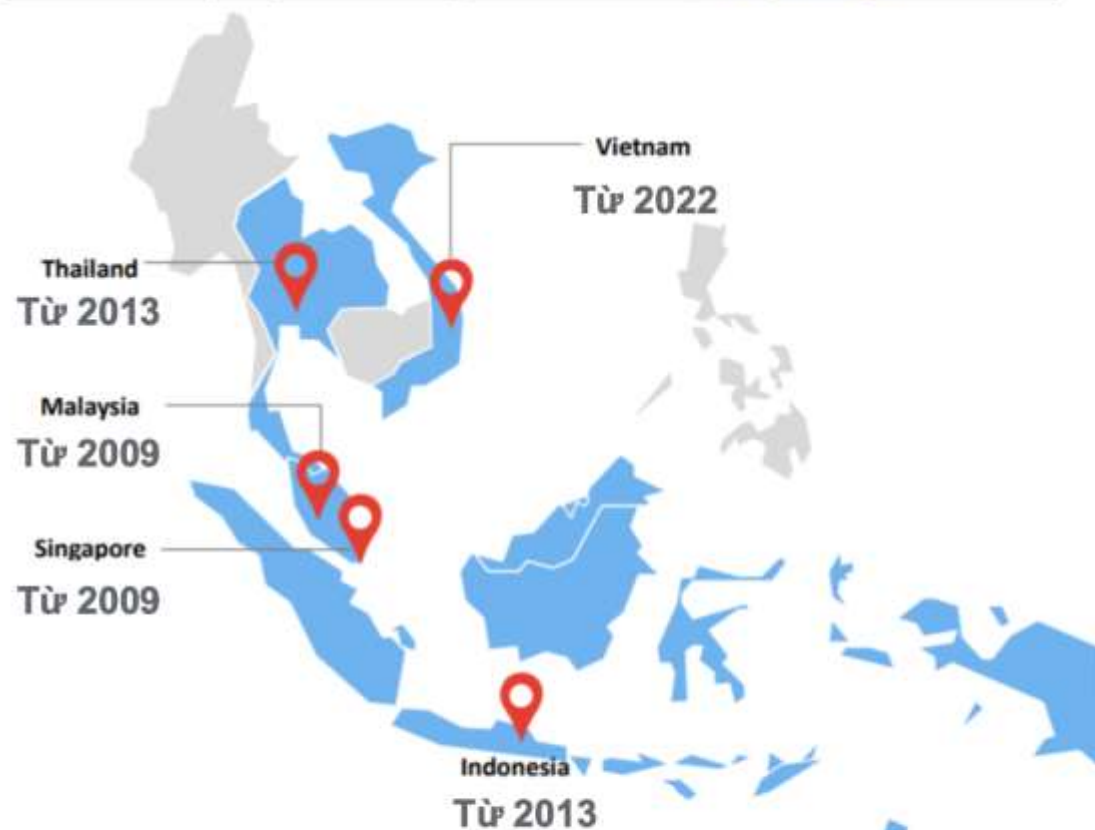 Vietnam
Từ 2022
Thailand
Từ 2013
Malaysia
Từ 2009
Singapore
Từ 2009
Indonesia
Từ 2013